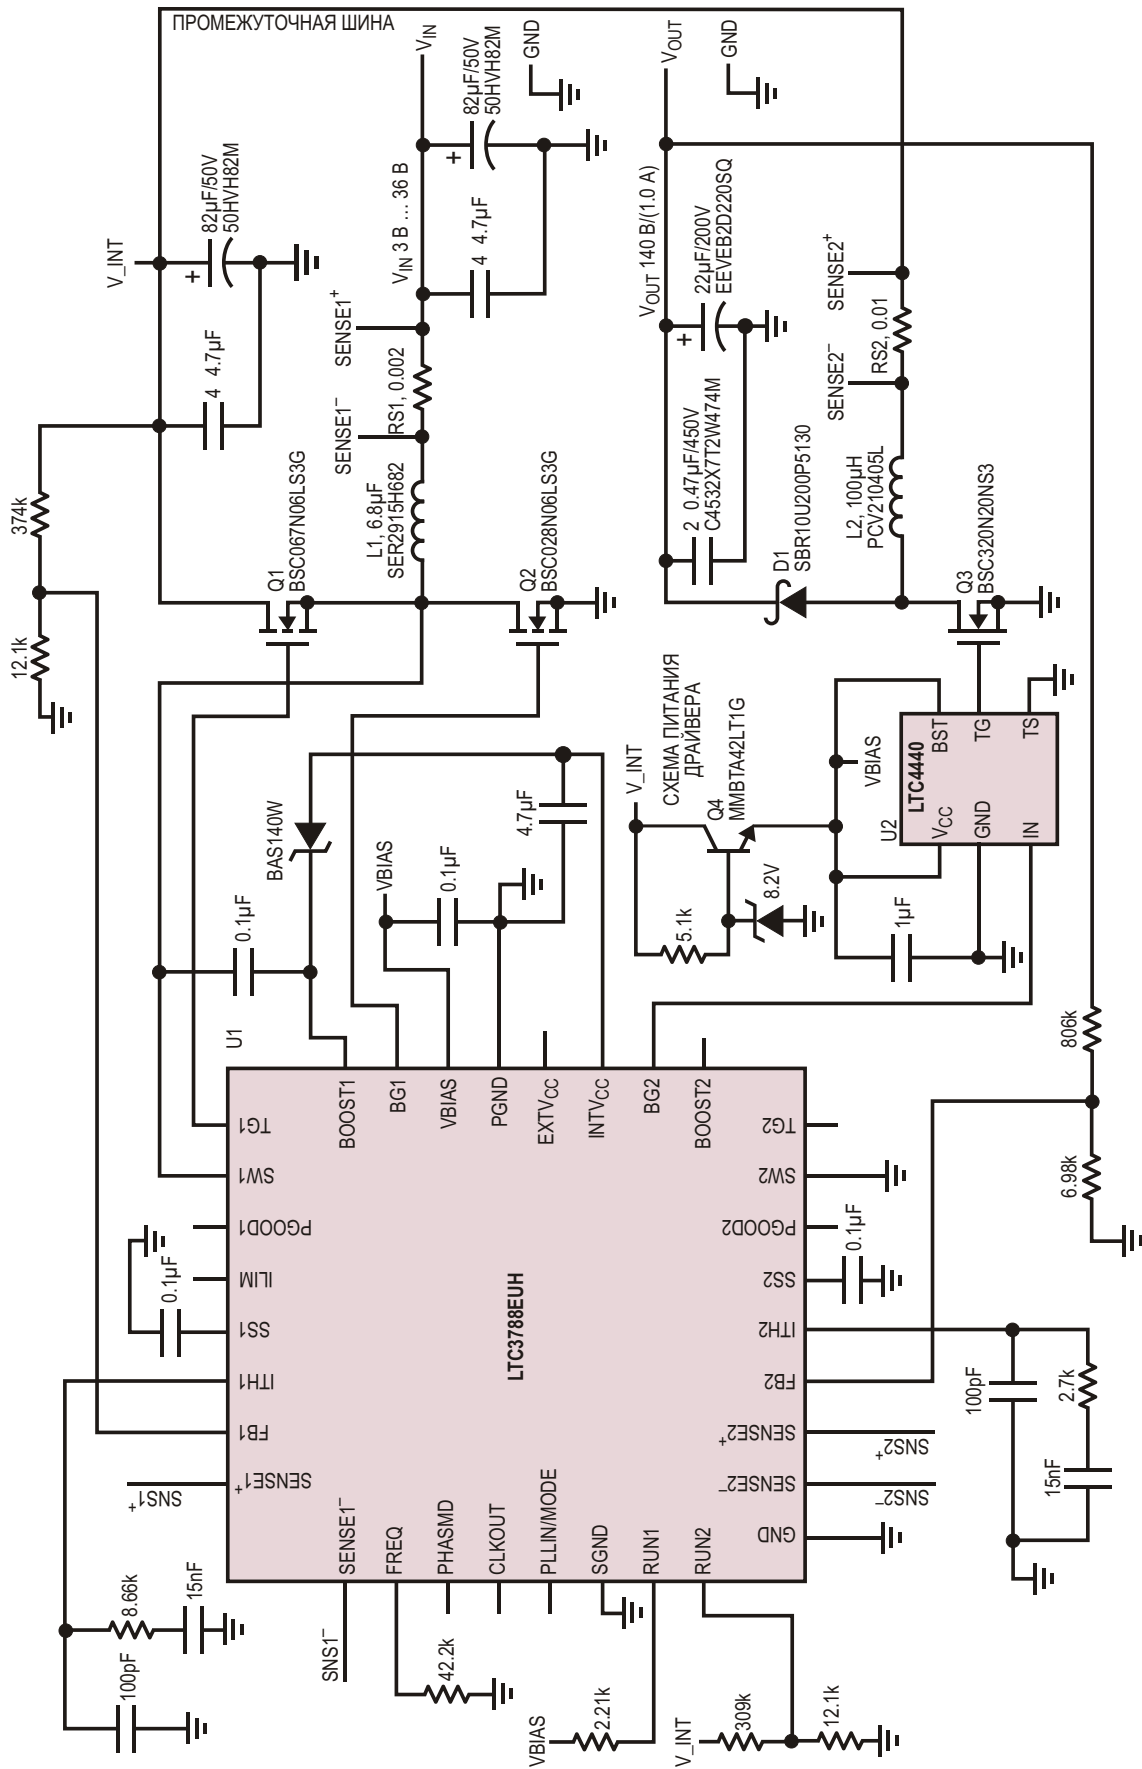 ПРОМЕЖУТОЧНАЯ ШИНА
V_INT
82µF/50V
50HVH82M
4 4.7µF
374k
12.1k
VIN
82µF/50V
50HVH82M
GND
VIN 3 В ... 36 В
4 4.7µF
SENSE1+
RS1, 0.002
SENSE1–
L1, 6.8µF
SER2915H682
Q1
BSC067N06LS3G
Q2
BSC028N06LS3G
VOUT
GND
VOUT 140 В/(1.0 А)
22µF/200V
EEVEB2D220SQ
2 0.47µF/450V
C4532X7T2W474M
D1
SBR10U200P5130
SENSE2+
RS2, 0.01
SENSE2–
L2, 100µH
PCV210405L
Q3
BSC320N20NS3
СХЕМА ПИТАНИЯ
ДРАЙВЕРА
V_INT
Q4
MMBTA42LT1G
5.1k
8.2V
VBIAS
U2
LTC4440
BST
TG
TS
VCC
GND
IN
1µF
BAS140W
0.1µF
4.7µF
VBIAS
0.1µF
806k
6.98k
U1
LTC3788EUH
BOOST1
BG1
VBIAS
PGND
EXTVCC
INTVCC
BG2
BOOST2
TG1
SW1
PGOOD1
ILIM
SS1
ITH1
FB1
SENSE1+
TG2
SW2
PGOOD2
SS2
ITH2
FB2
SENSE2+
SENSE2–
GND
SENSE1–
FREQ
PHASMD
CLKOUT
PLLIN/MODE
SGND
RUN1
RUN2
0.1µF
0.1µF
SNS1+
SNS2+
SNS2–
SNS1–
100pF
2.7k
15nF
8.66k
15nF
100pF
42.2k
VBIAS
2.21k
V_INT
309k
12.1k